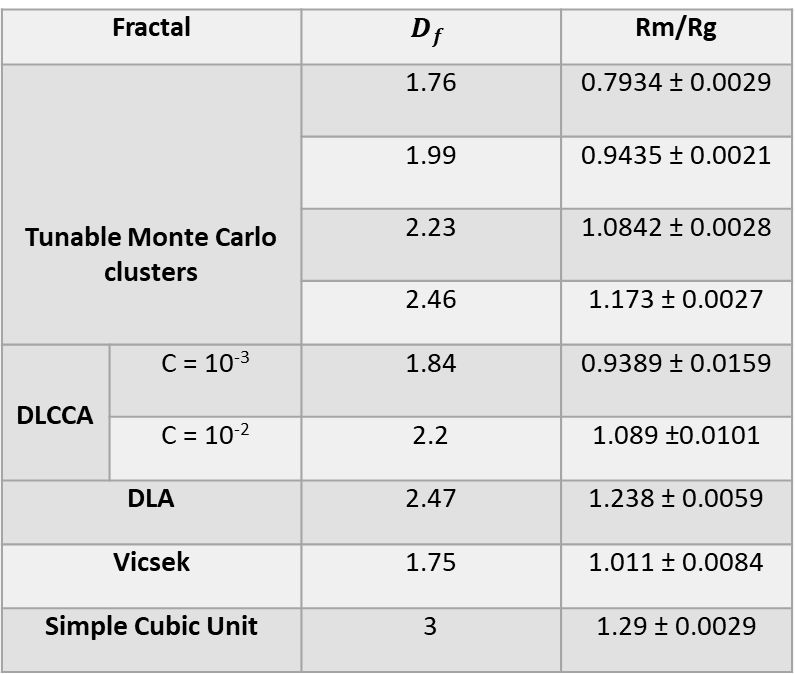 Fractal D_f Rm/Rg
Tunable Monte Carlo
clusters
1.76 0.7934 ± 0.0029
1.99 0.9435 ± 0.0021
2.23 1.0842 ± 0.0028
2.46 1.173 ± 0.0027
DLCCA
C = 10⁻³ 1.84 0.9389 ± 0.0159
C = 10⁻² 2.2 1.089 ±0.0101
DLA 2.47 1.238 ± 0.0059
Vicsek 1.75 1.011 ± 0.0084
Simple Cubic Unit 3 1.29 ± 0.0029